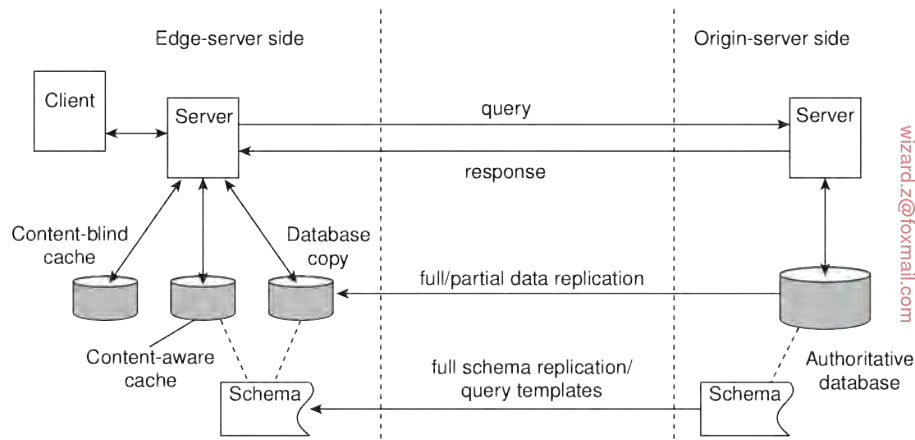 Edge-server side
Origin-server side
Client
Server
query
Server
response
Content-blind
cache
Database
copy
full/partial data replication
Content-aware
cache
Authoritative
database
full schema replication/
query templates
Schema
Schema
wizard.z@foxmail.com